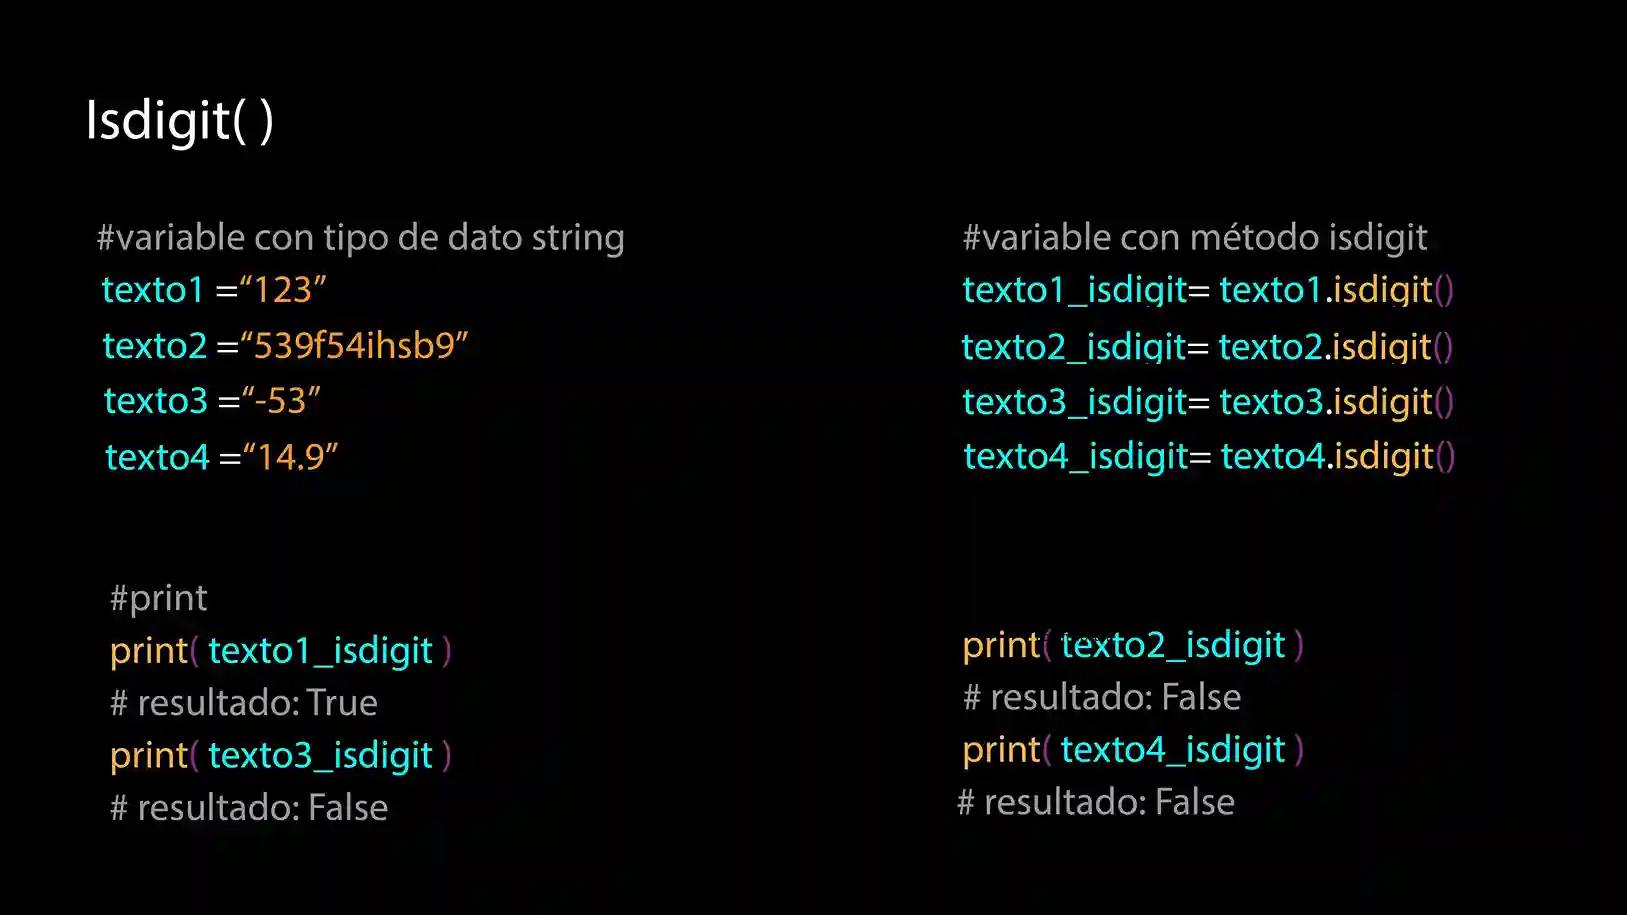 Isdigit( )
#variable con tipo de dato string
texto1 =“123”
texto2 =“539f54ihsb9”
texto3 =“-53”
texto4 =“14.9”
#variable con método isdigit
texto1_isdigit= texto1.isdigit()
texto2_isdigit= texto2.isdigit()
texto3_isdigit= texto3.isdigit()
texto4_isdigit= texto4.isdigit()
#print
print( texto1_isdigit )
# resultado: True
print( texto3_isdigit )
# resultado: False
print( texto2_isdigit )
# resultado: False
print( texto4_isdigit )
# resultado: False